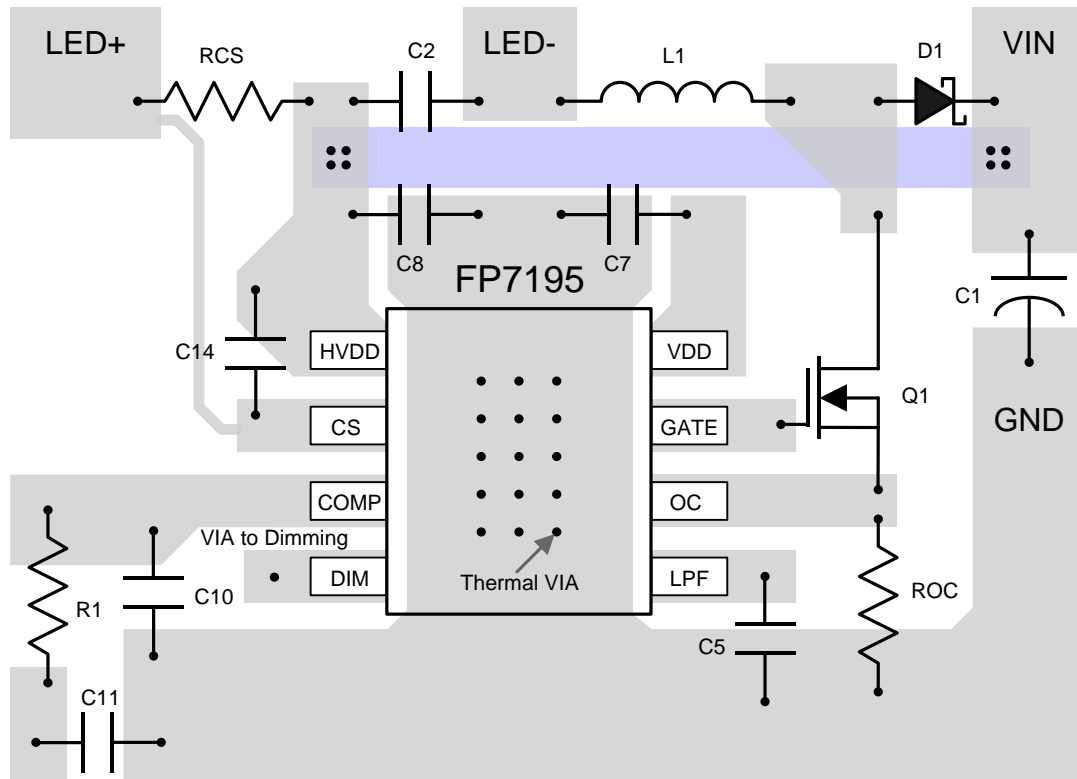 LED+
RCS
C2
LED-
L1
D1
VIN
C8
C7
FP7195
C1
C14
HVDD
VDD
Q1
CS
GATE
GND
COMP
OC
VIA to Dimming
DIM
Thermal VIA
LPF
R1
C10
ROC
C5
C11